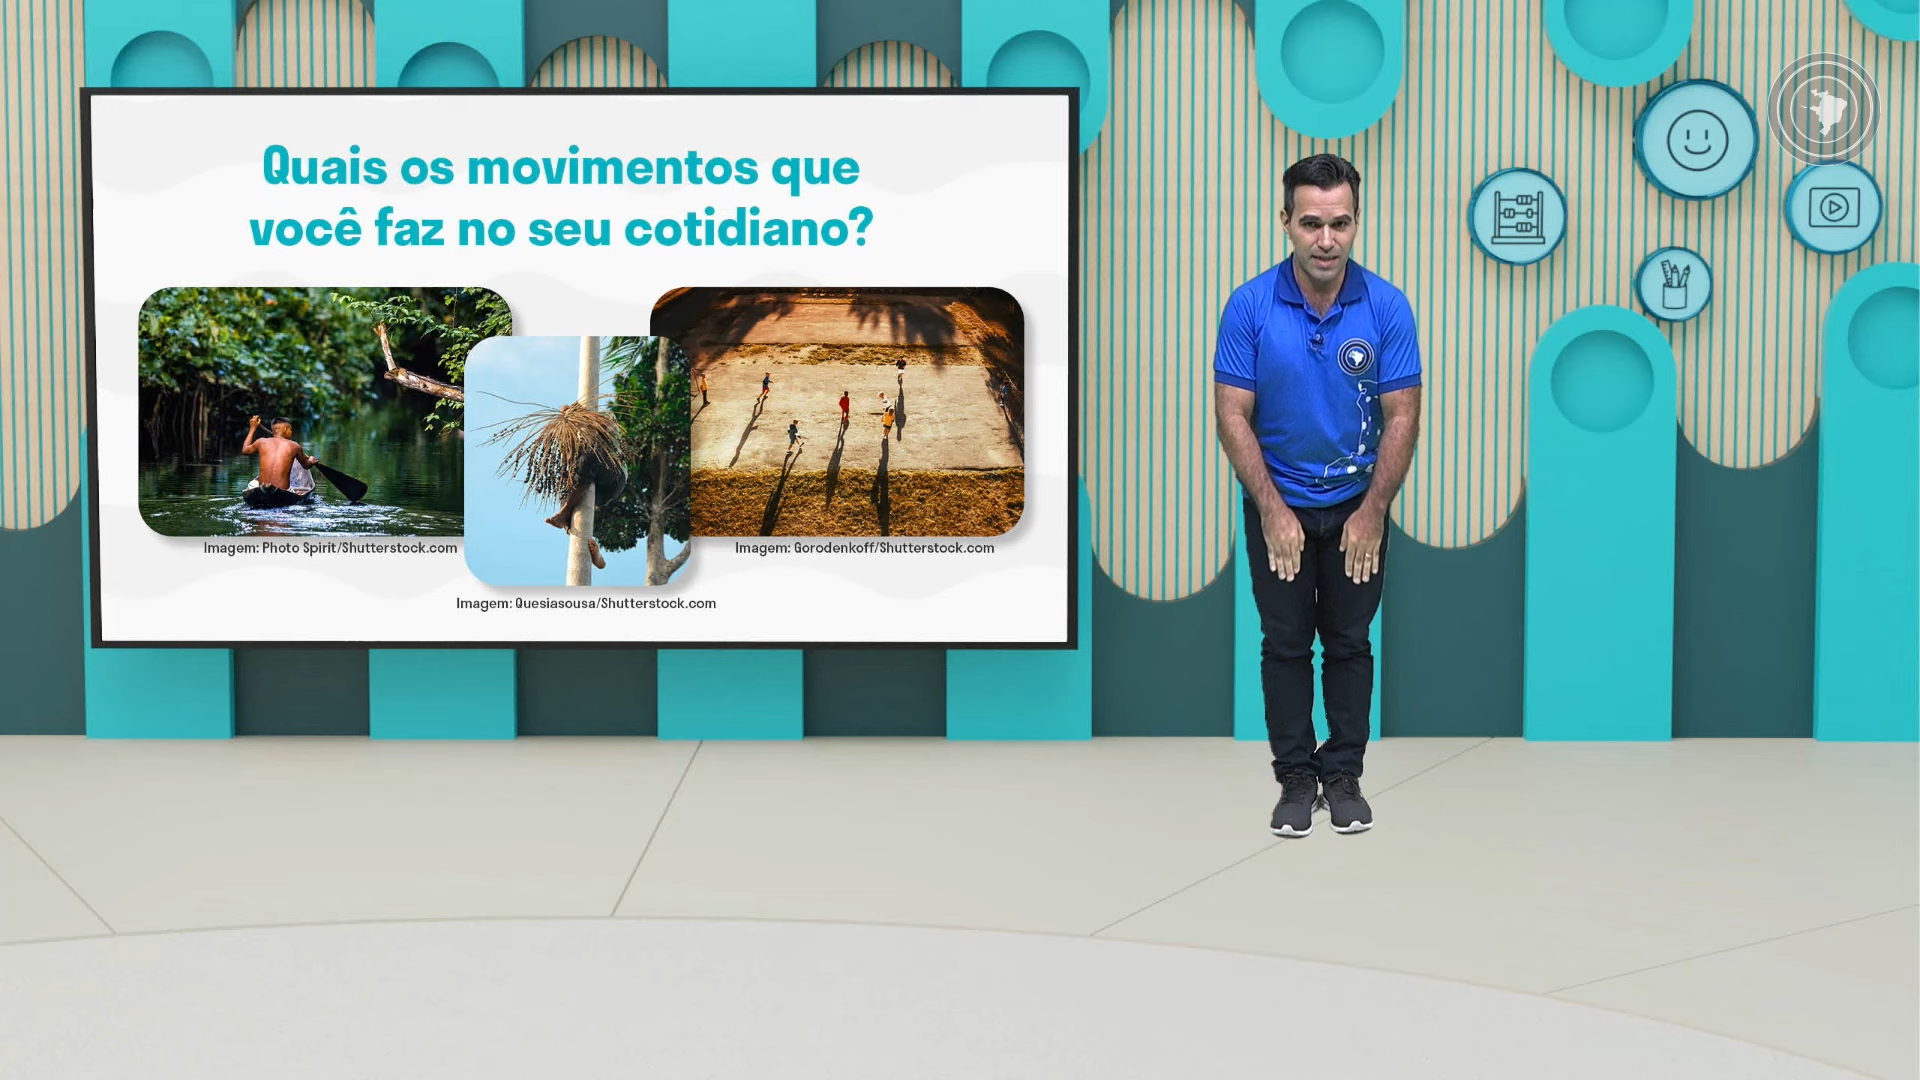 Quais os movimentos que
você faz no seu cotidiano?
Imagem: Photo Spirit/Shutterstock.com
Imagem: Gorodenkoff/Shutterstock.com
Imagem: Quesiasousa/Shutterstock.com